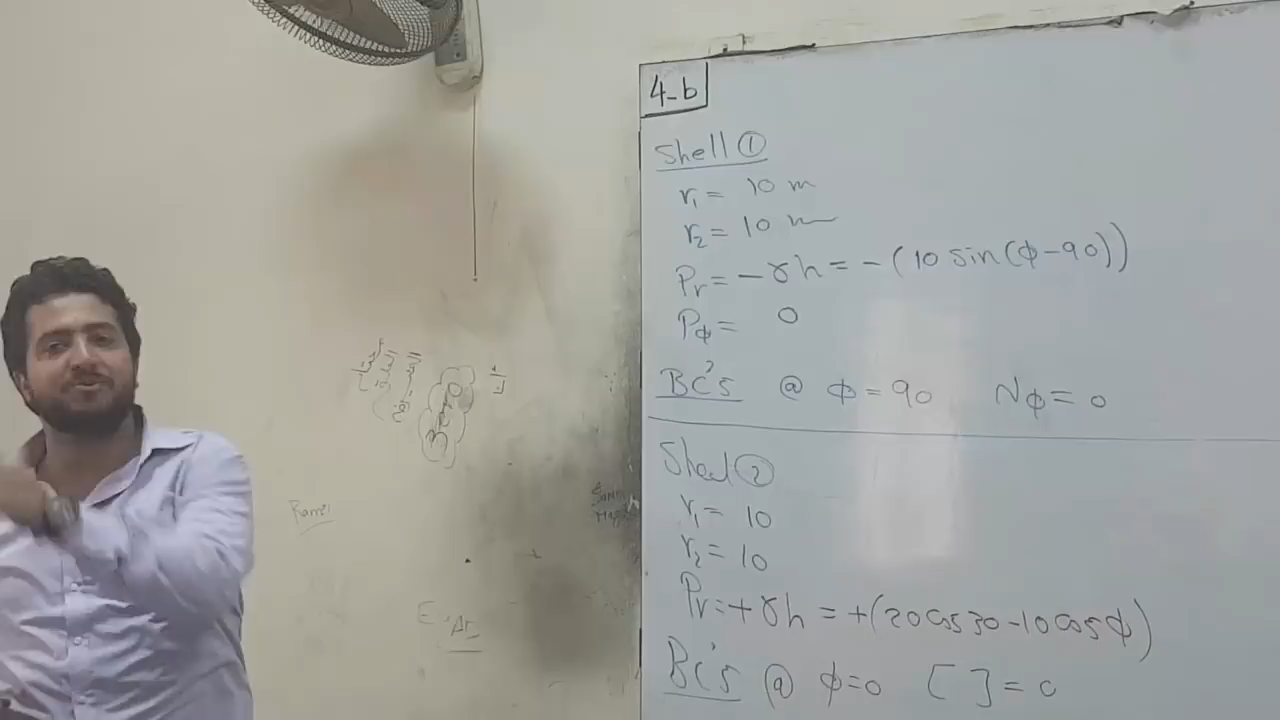 4-b
Shell ①
r₁ = 10 m
r₂ = 10 m
Pr = - γh = - (10 sin(ϕ-90))
Pϕ = 0
BC's @ ϕ = 90 Nϕ = 0
Shell ②
r₁ = 10
r₂ = 10
Pr = + γh = + (20 cos 30 - 10 cos ϕ)
BC's @ ϕ=0 [ ] = 0